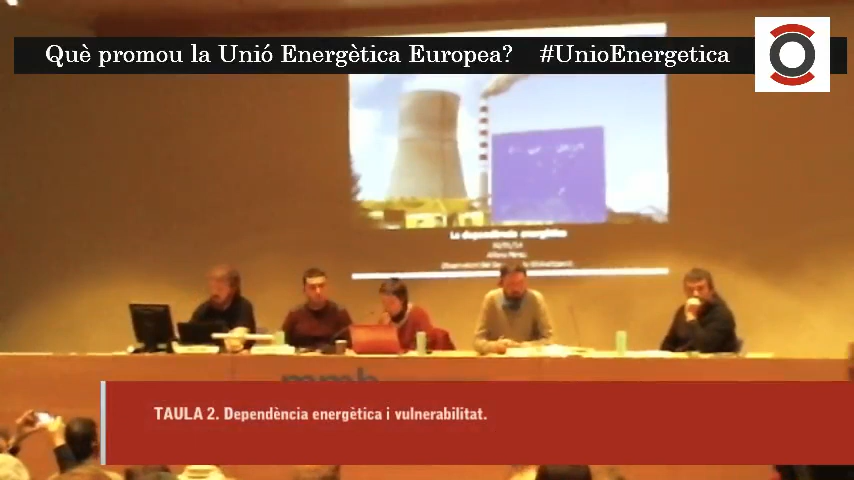 Què promou la Unió Energètica Europea? #UnioEnergetica
La dependència energètica
TAULA 2. Dependència energètica i vulnerabilitat.